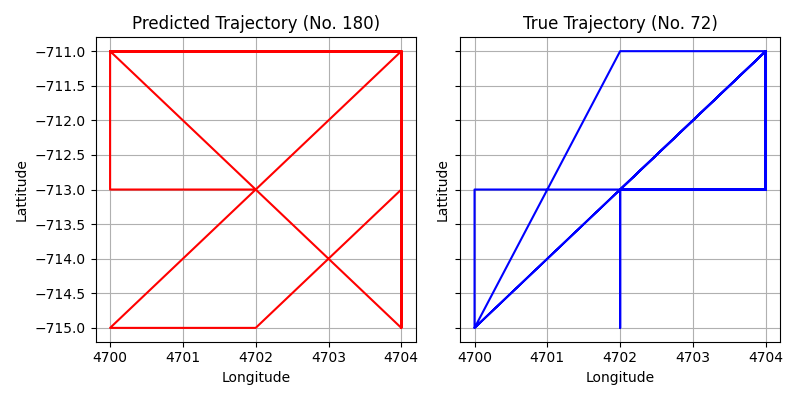 Predicted Trajectory (No. 180)
Lattitude
−711.0
−711.5
−712.0
−712.5
−713.0
−713.5
−714.0
−714.5
−715.0
4700 4701 4702 4703 4704
Longitude
True Trajectory (No. 72)
Lattitude
4700 4701 4702 4703 4704
Longitude